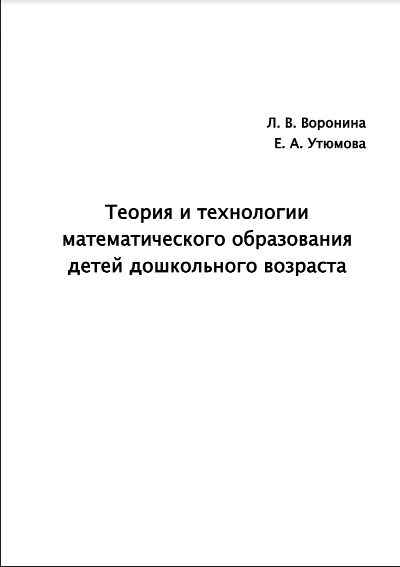 Л. В. Воронина
Е. А. Утюмова
Теория и технологии
математического образования
детей дошкольного возраста